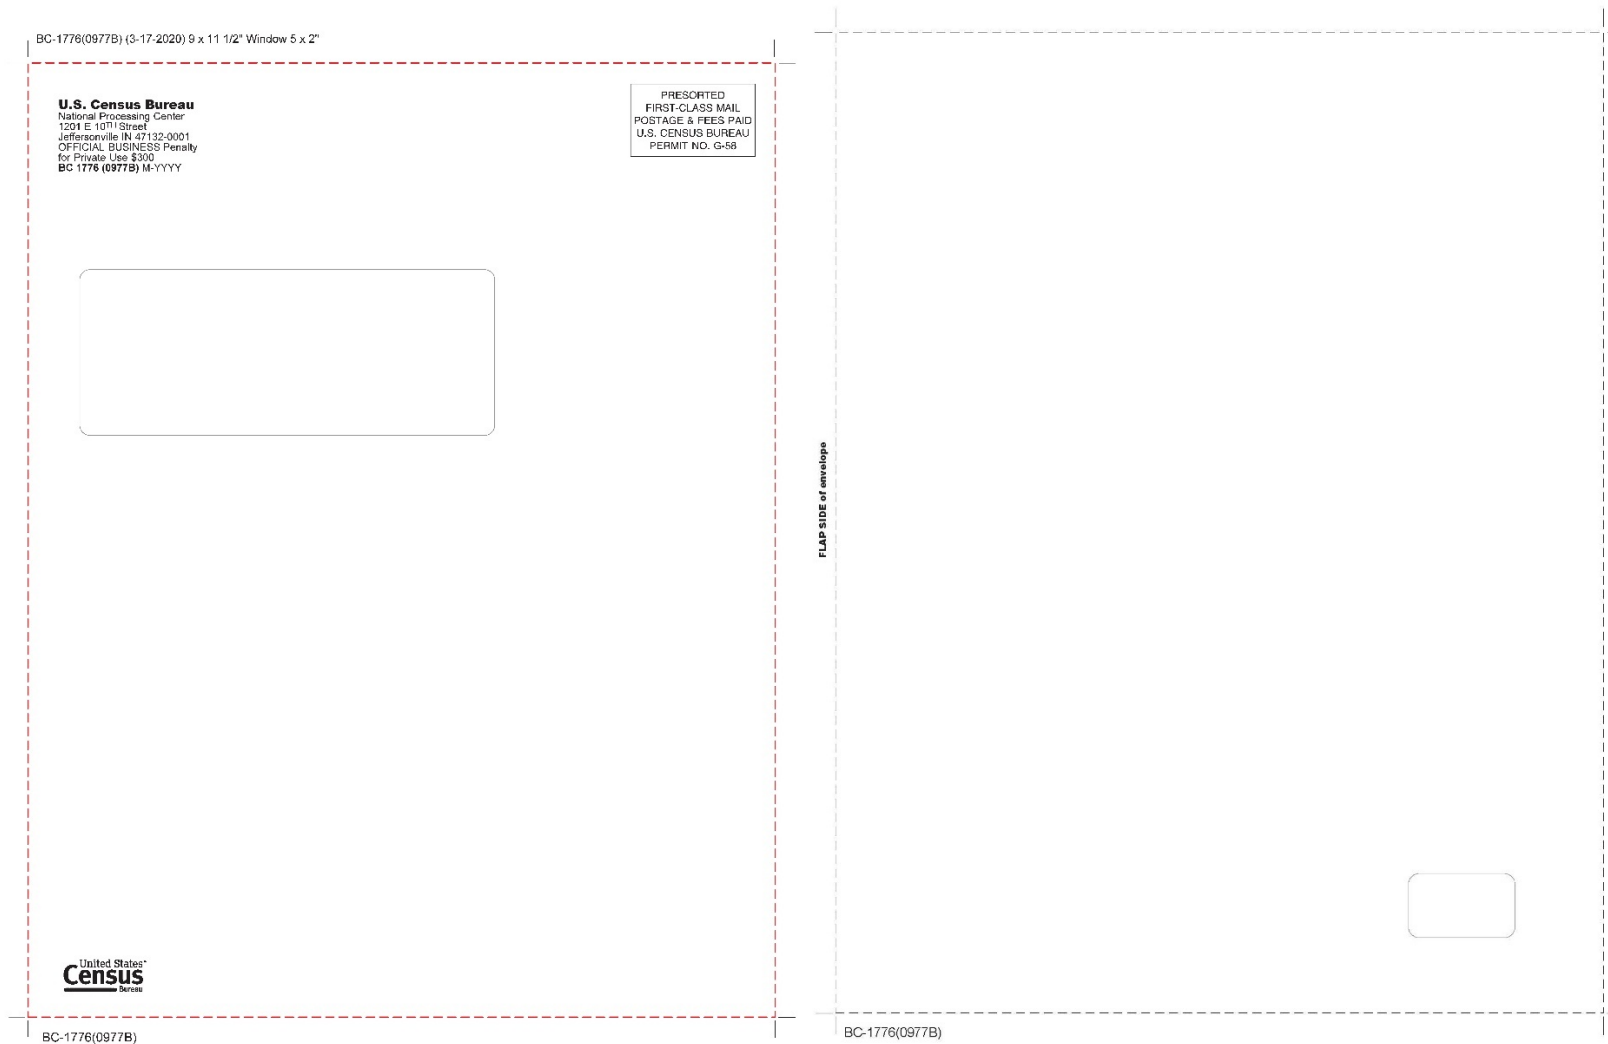 BC-1776(0977B) (3-17-2020) 9 x 11 1/2" Window 5 x 2"
U.S. Census Bureau
National Processing Center
1201 E 10TH Street
Jeffersonville IN 47132-0001
OFFICIAL BUSINESS Penalty
for Private Use $300
BC 1776 (0977B) M-YYYY
PRESORTED
FIRST-CLASS MAIL
POSTAGE & FEES PAID
U.S. CENSUS BUREAU
PERMIT NO. G-58
United States
Census
Bureau
BC-1776(0977B)
FLAP SIDE of envelope
BC-1776(0977B)